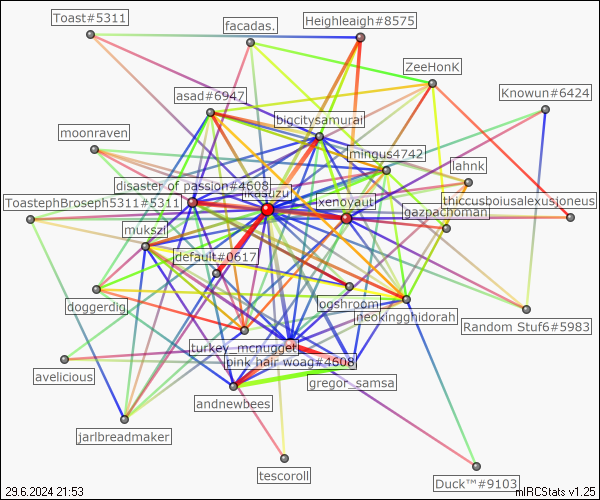 Toast#5311
facadas.
Heighleaigh#8575
ZeeHonK
Knowun#6424
asad#6947
bigcitysamurai
moonraven
mingus4742
lahnk
disaster of passion#4608
jikasuzu
thiccusboiusalexusjoneus
ToastephBroseph5311#5311
xenoyaut
gazpachoman
mukszi
default#0617
doggerdig
ogshroom
neokingghidorah
Random Stuf6#5983
turkey_mcnugget
pink hair woag#4608
avelicious
gregor_samsa
andnewbees
jarlbreadmaker
tescoroll
Duck™#9103
29.6.2024 21:53
mIRCStats v1.25